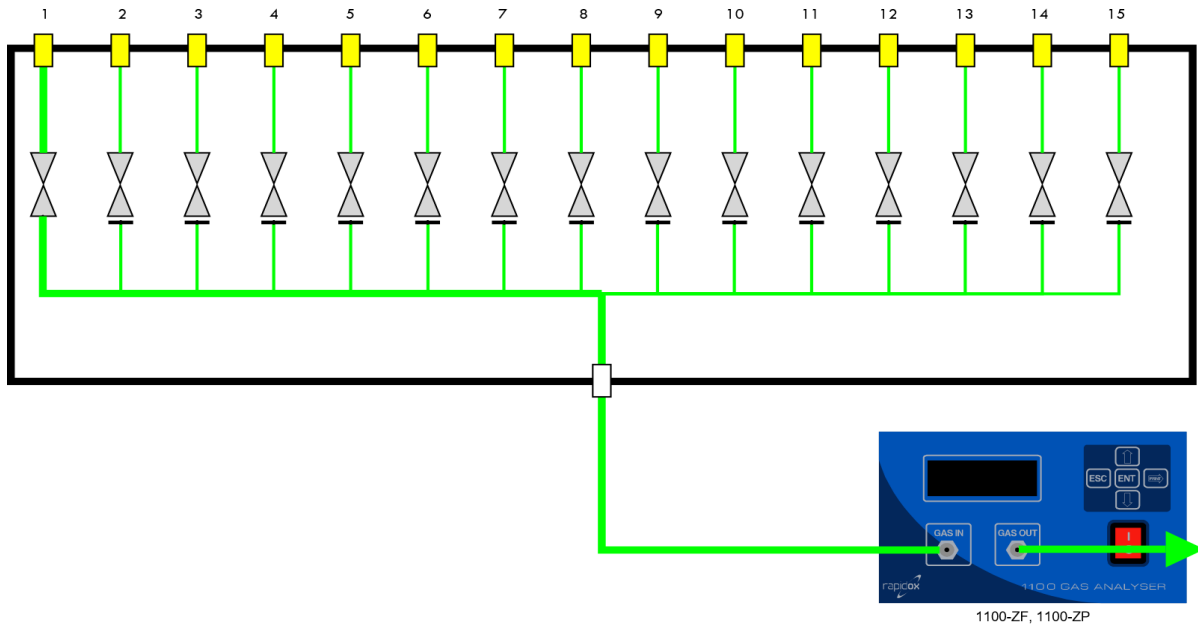 1 2 3 4 5 6 7 8 9 10 11 12 13 14 15
ESC ENT
GAS IN GAS OUT
I
rapidox 1100 GAS ANALYSER
1100-ZF, 1100-ZP